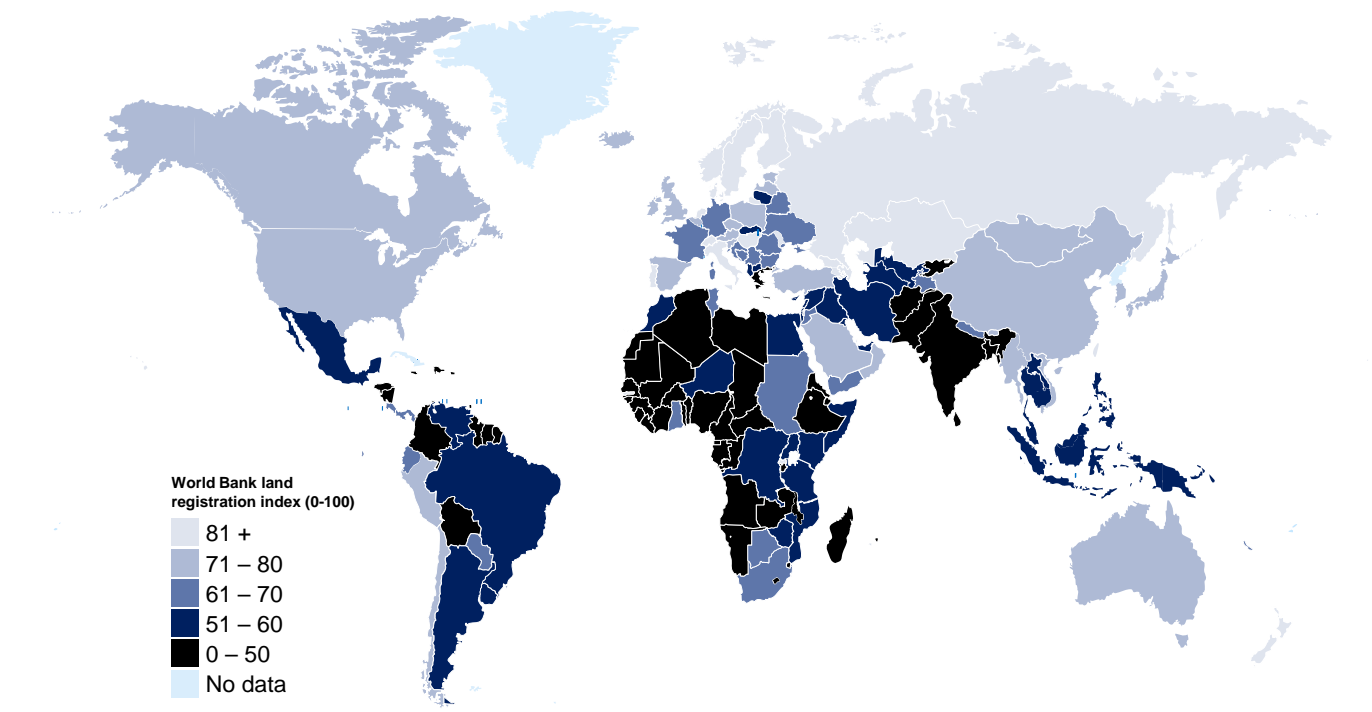 World Bank land
registration index (0-100)
81 +
71 – 80
61 – 70
51 – 60
0 – 50
No data